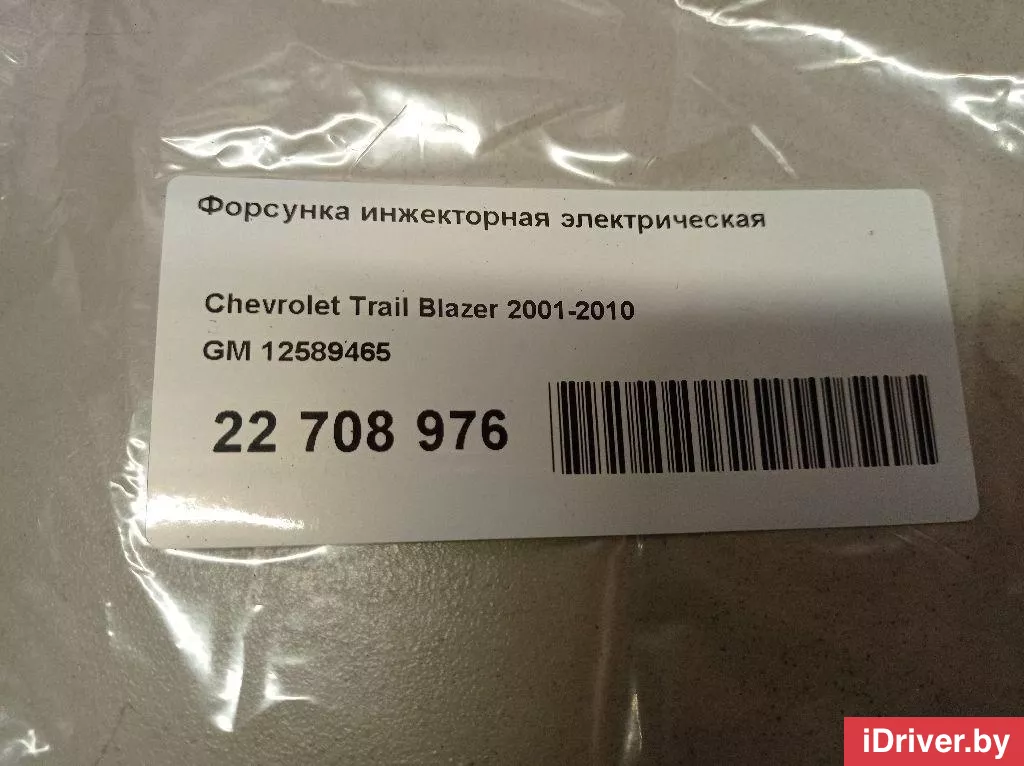 Форсунка инжекторная электрическая
Chevrolet Trail Blazer 2001-2010
GM 12589465
22 708 976
iDriver.by